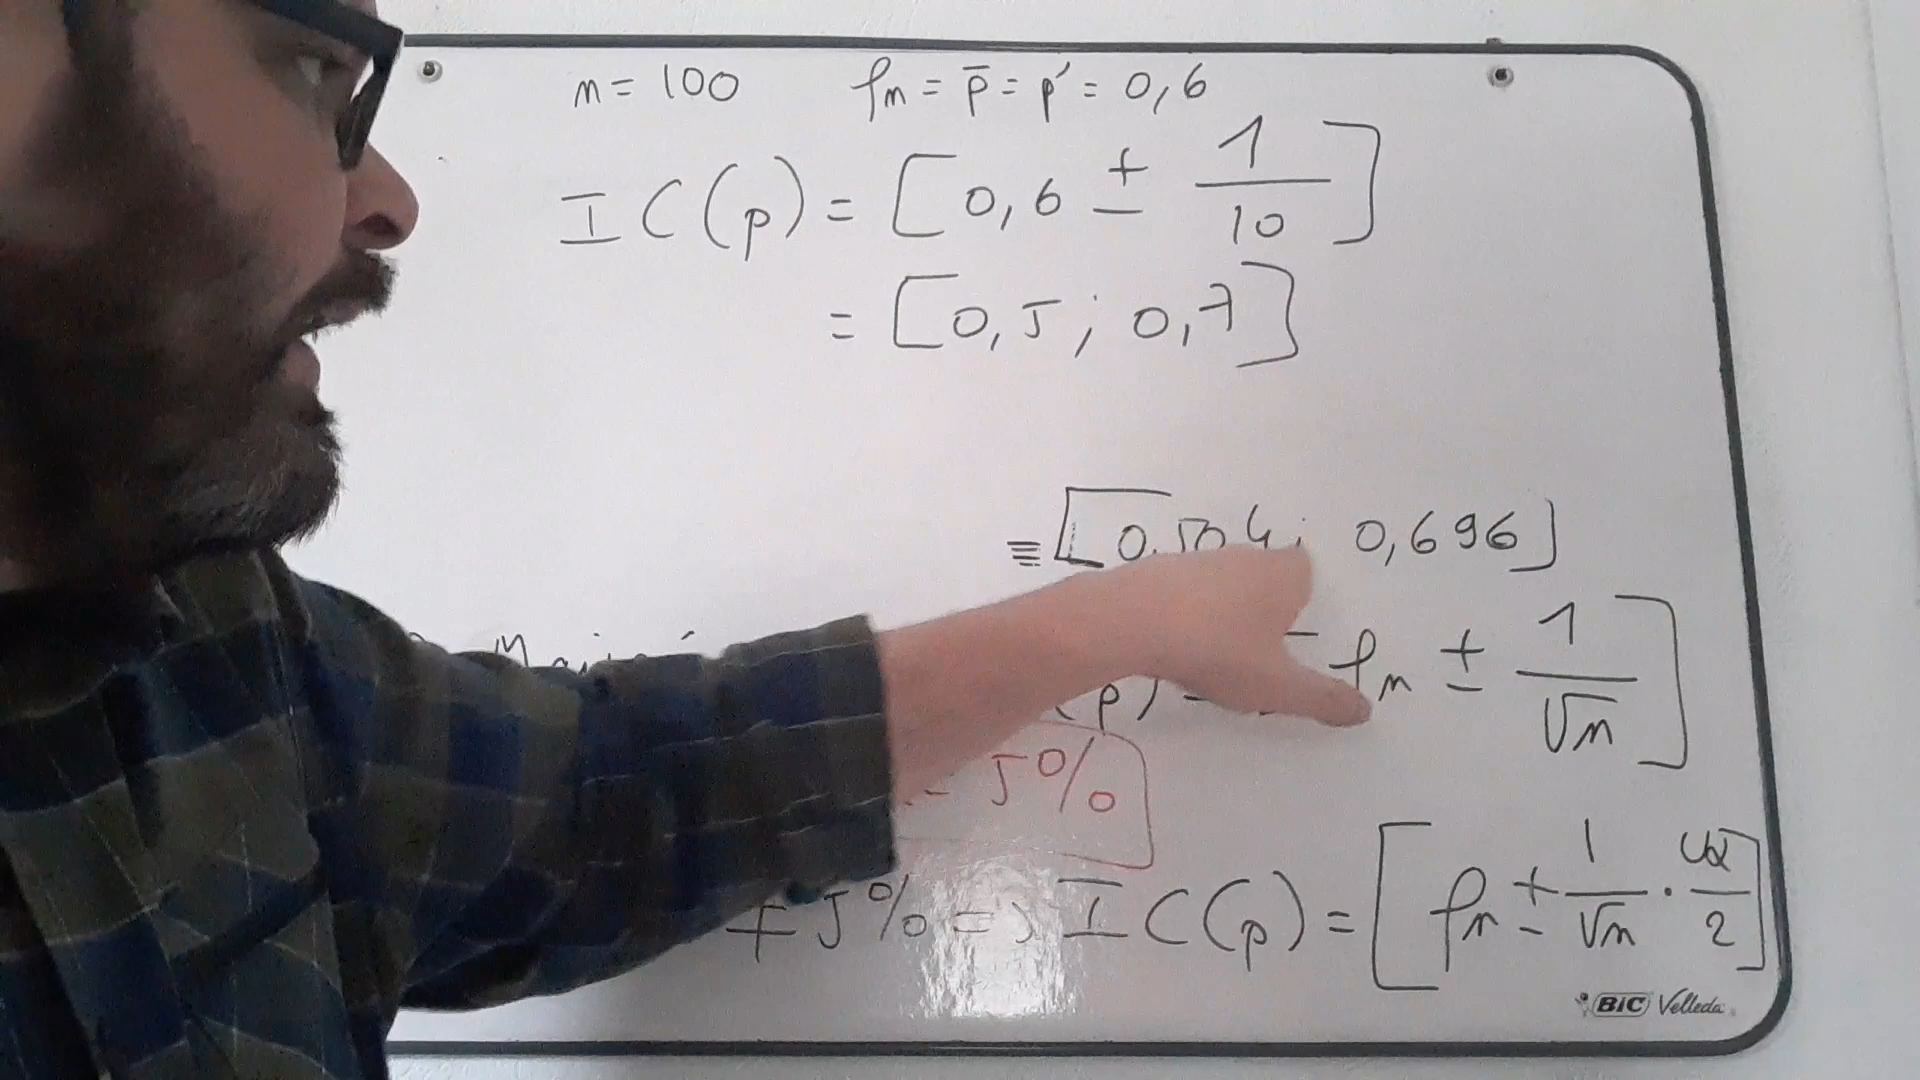 n = 100 fn = p̄ = p' = 0,6
IC(p) = [0,6 ± 1/10]
= [0,5 ; 0,7]
≡ [0,504 ; 0,696]
p) fn ± 1/√n ]
5%
≠ 5% => IC(p) = [fn ± 1/√n · uα/2]
BIC Velleda